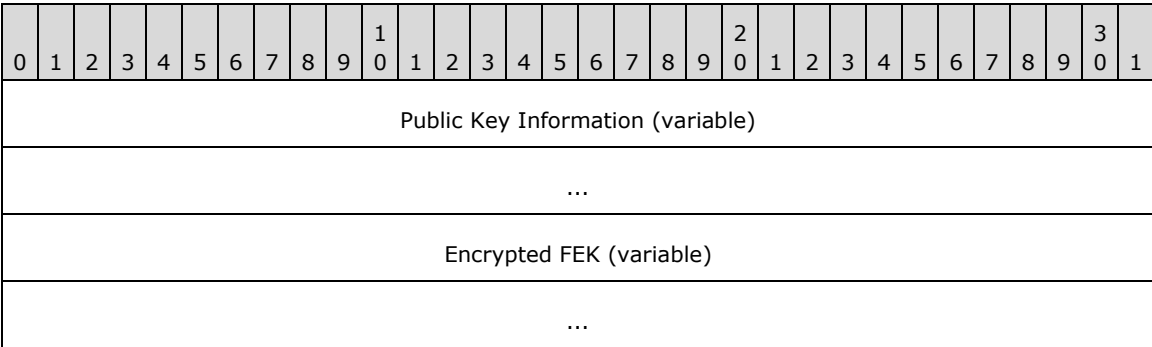 0 1 2 3 4 5 6 7 8 9 1 0 1 2 3 4 5 6 7 8 9 2 0 1 2 3 4 5 6 7 8 9 3 0 1
Public Key Information (variable)
...
Encrypted FEK (variable)
...